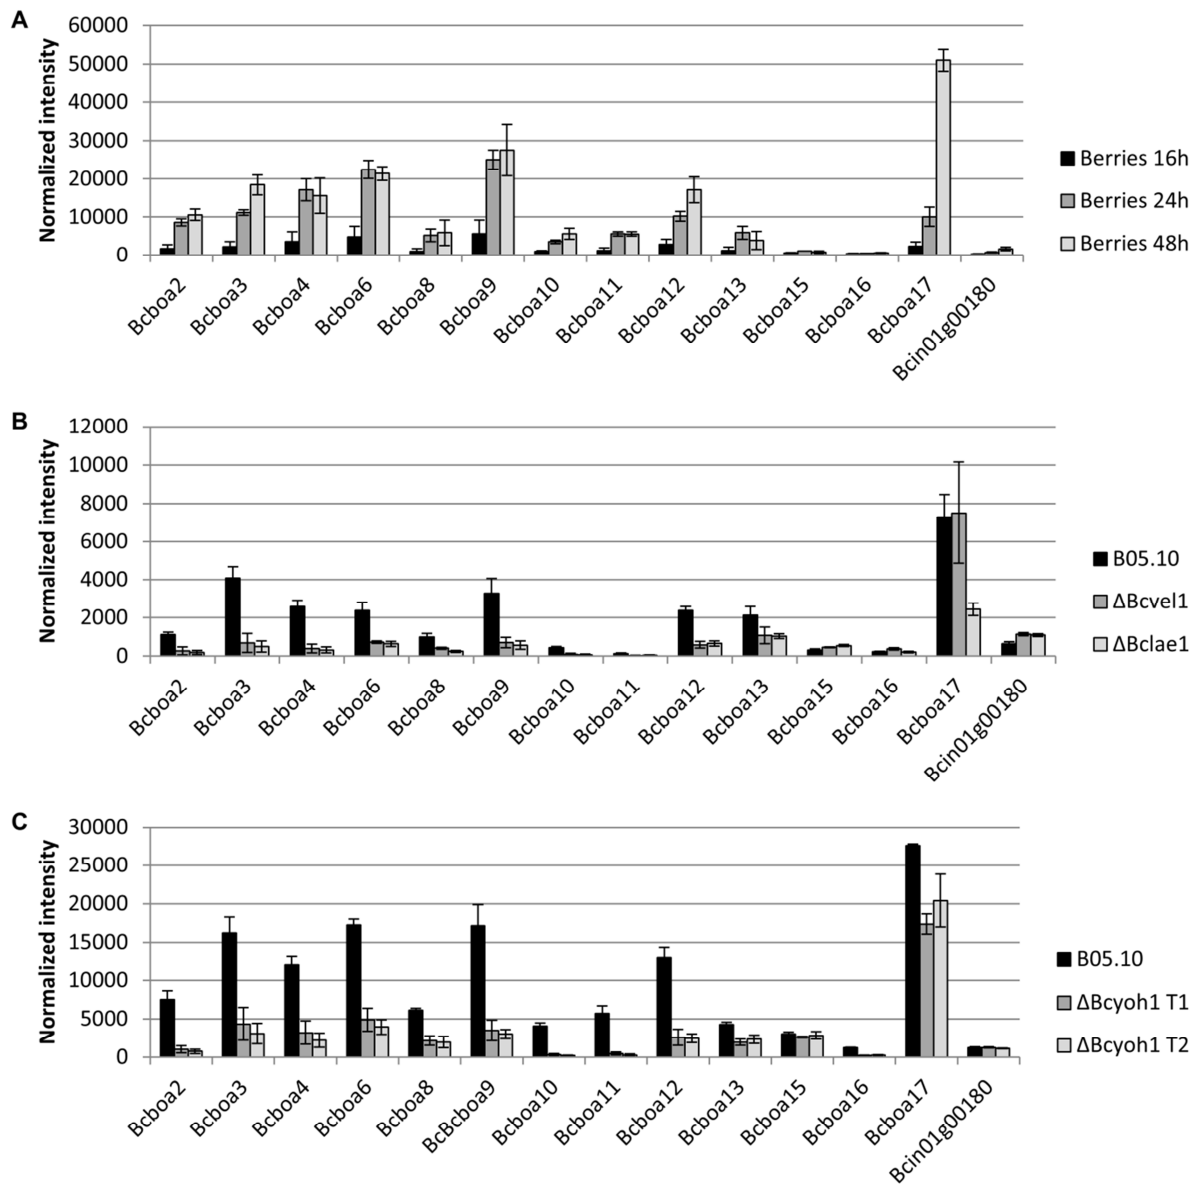 A
Normalized intensity
60000
50000
40000
30000
20000
10000
0
Bcboa2
Bcboa3
Bcboa4
Bcboa6
Bcboa8
Bcboa9
Bcboa10
Bcboa11
Bcboa12
Bcboa13
Bcboa15
Bcboa16
Bcboa17
Bcin01g00180
Berries 16h
Berries 24h
Berries 48h
B
Normalized intensity
12000
10000
8000
6000
4000
2000
0
Bcboa2
Bcboa3
Bcboa4
Bcboa6
Bcboa8
Bcboa9
Bcboa10
Bcboa11
Bcboa12
Bcboa13
Bcboa15
Bcboa16
Bcboa17
Bcin01g00180
B05.10
ΔBcvel1
ΔBclae1
C
Normalized intensity
30000
25000
20000
15000
10000
5000
0
Bcboa2
Bcboa3
Bcboa4
Bcboa6
Bcboa8
BcBcboa9
Bcboa10
Bcboa11
Bcboa12
Bcboa13
Bcboa15
Bcboa16
Bcboa17
Bcin01g00180
B05.10
ΔBcyoh1 T1
ΔBcyoh1 T2